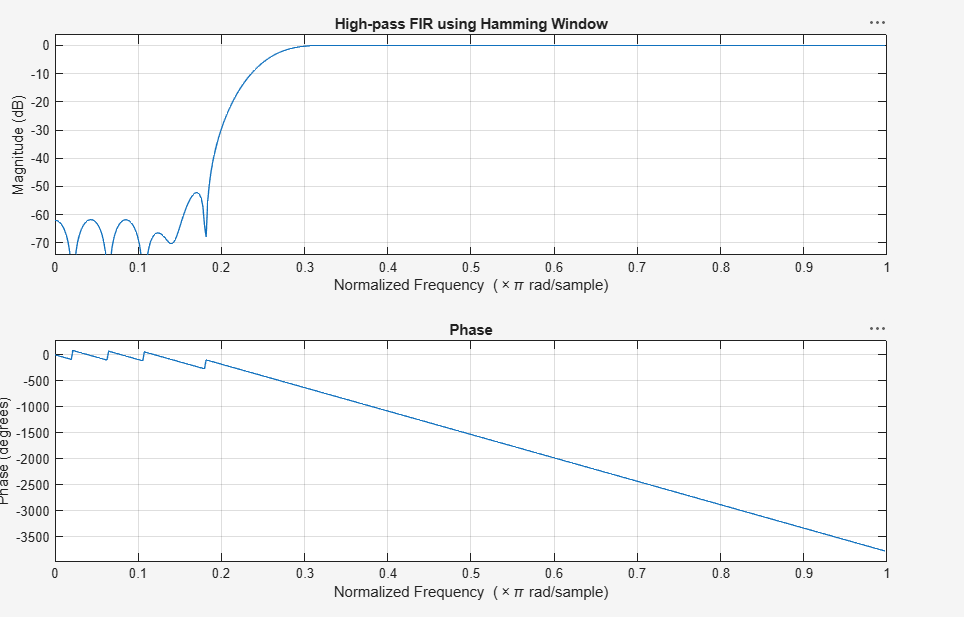 High-pass FIR using Hamming Window
Magnitude (dB)
0
-10
-20
-30
-40
-50
-60
-70
0 0.1 0.2 0.3 0.4 0.5 0.6 0.7 0.8 0.9 1
Normalized Frequency (×π rad/sample)
Phase
Phase (degrees)
0
-500
-1000
-1500
-2000
-2500
-3000
-3500
0 0.1 0.2 0.3 0.4 0.5 0.6 0.7 0.8 0.9 1
Normalized Frequency (×π rad/sample)